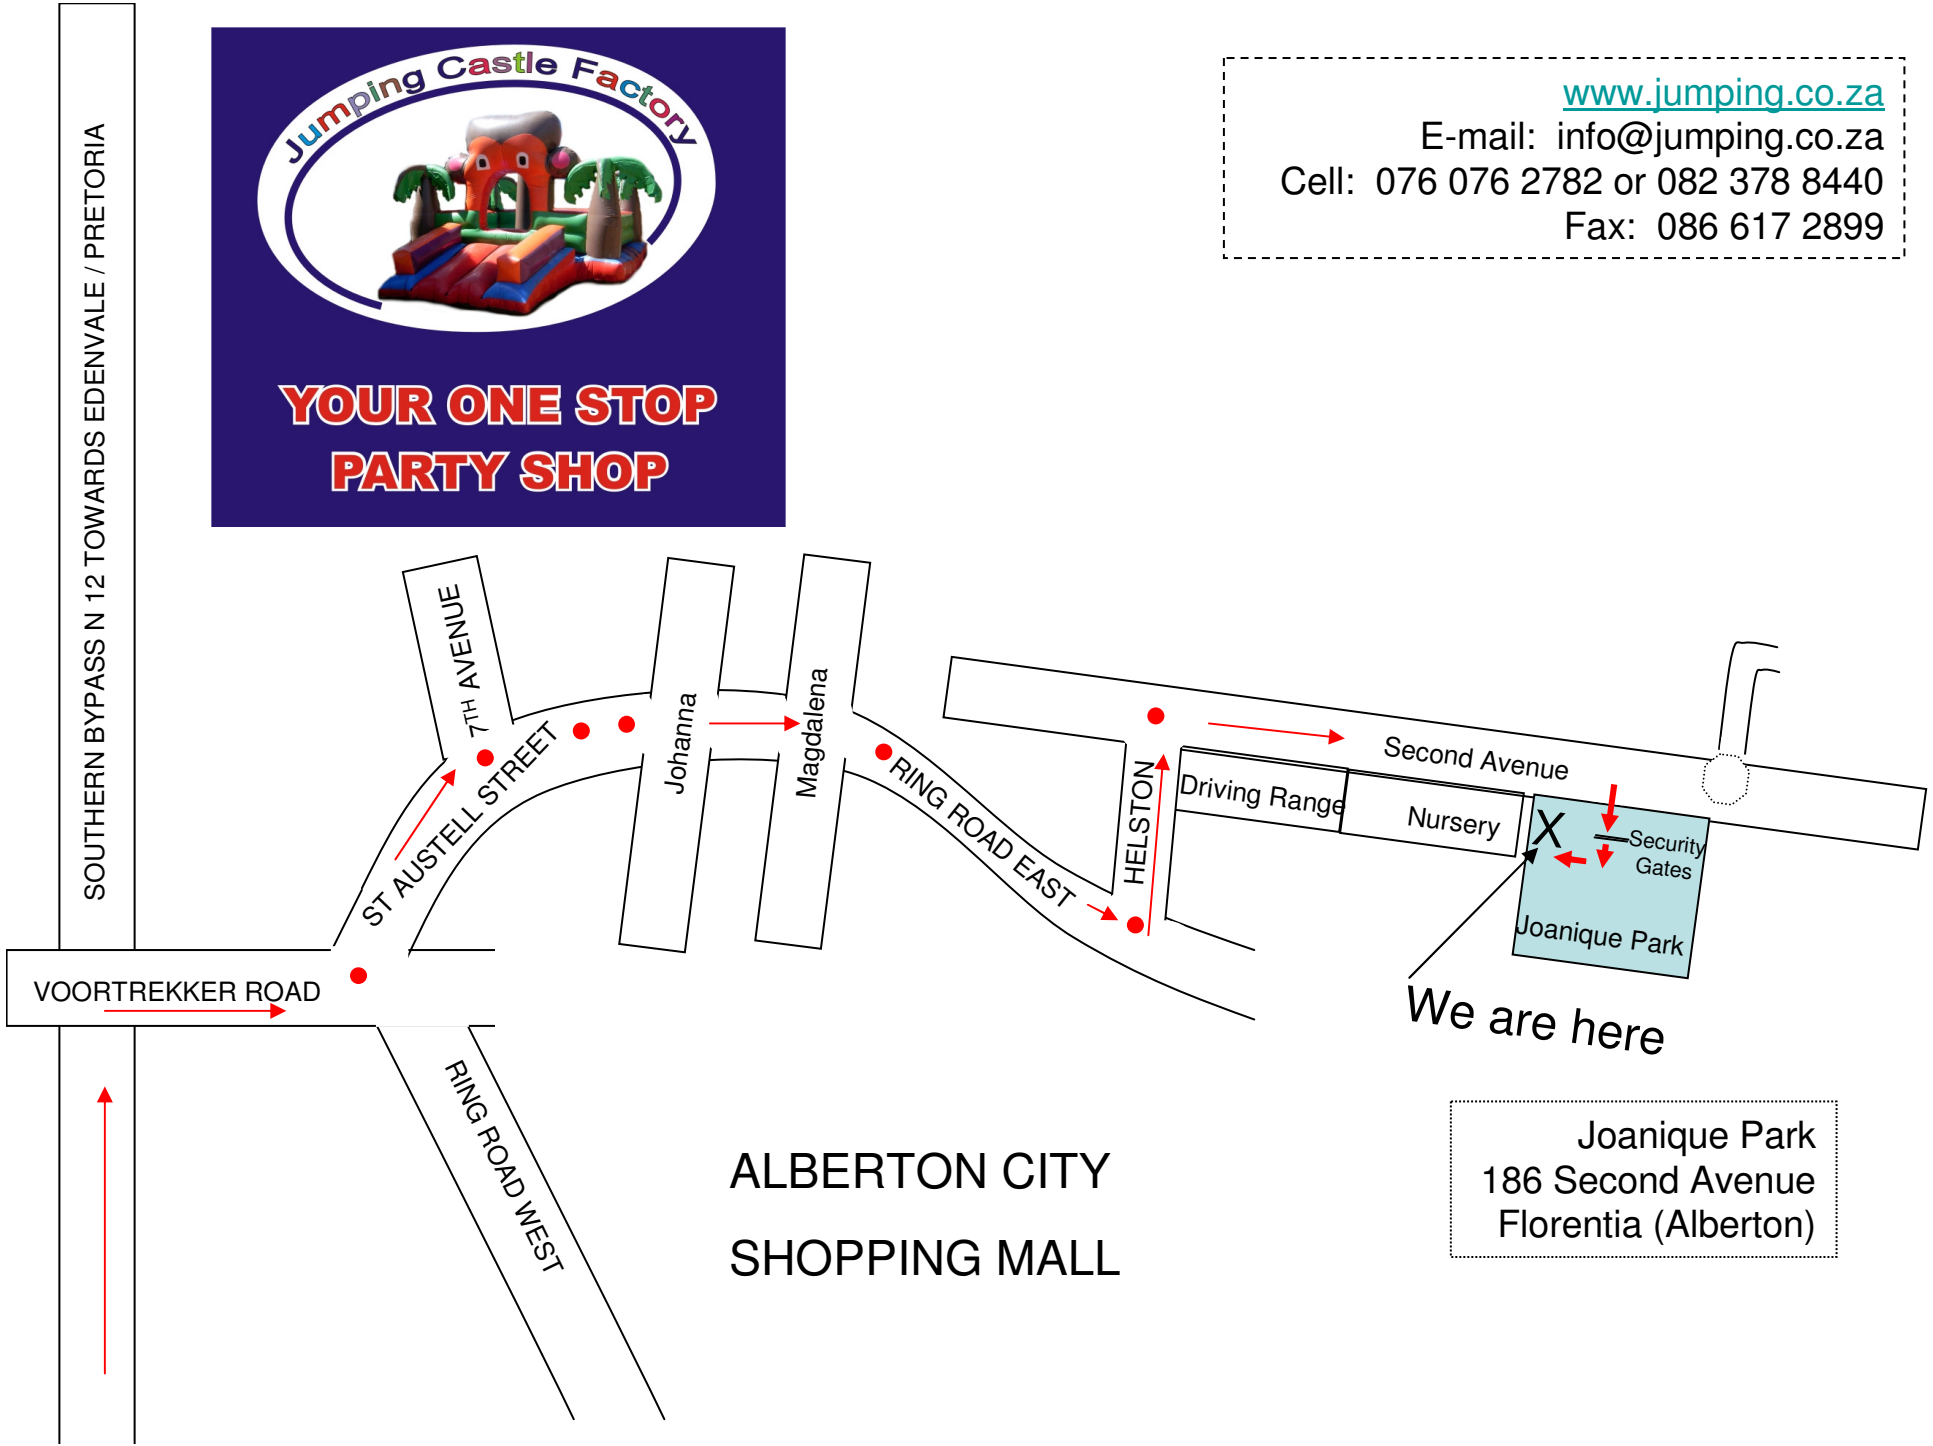 Jumping Castle Factory
YOUR ONE STOP
PARTY SHOP
www.jumping.co.za
E-mail: info@jumping.co.za
Cell: 076 076 2782 or 082 378 8440
Fax: 086 617 2899
SOUTHERN BYPASS N 12 TOWARDS EDENVALE / PRETORIA
VOORTREKKER ROAD
ST AUSTELL STREET
7TH AVENUE
Johanna
Magdalena
RING ROAD EAST
HELSTON
Second Avenue
Driving Range
Nursery
X
Security
Gates
Joanique Park
We are here
RING ROAD WEST
ALBERTON CITY
SHOPPING MALL
Joanique Park
186 Second Avenue
Florentia (Alberton)